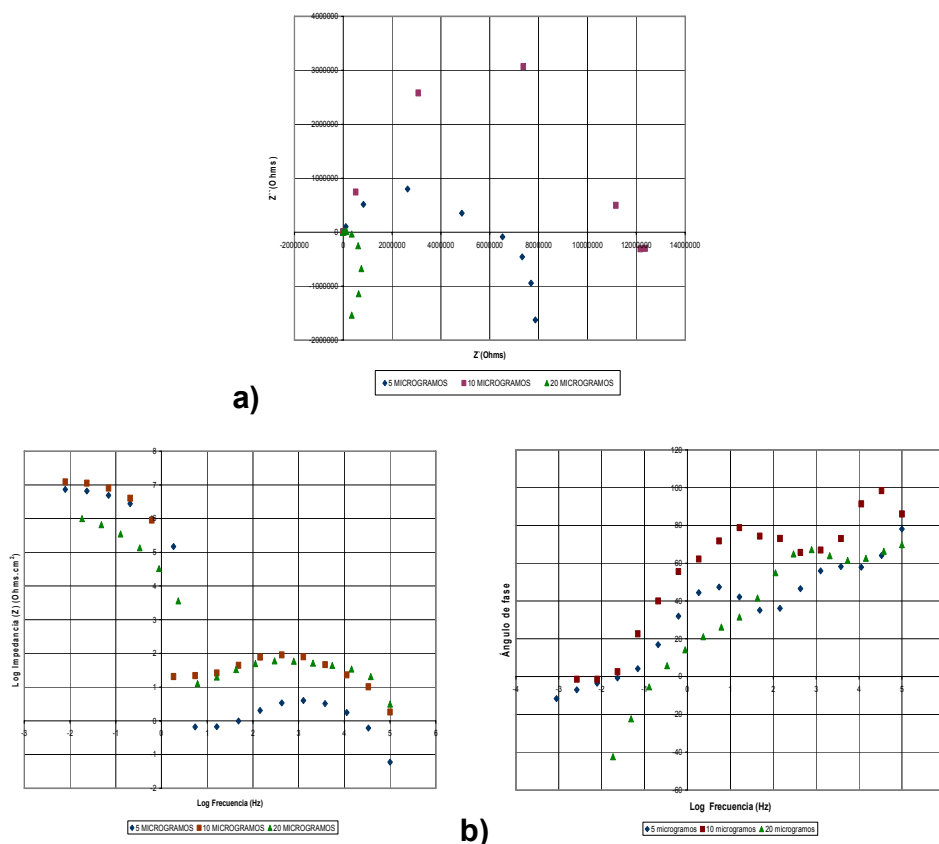 4000000
3000000
2000000
1000000
0
-1000000
-2000000
-2000000 0 2000000 4000000 6000000 8000000 10000000 12000000 14000000
Z``(Ohms)
Z`(Ohms)
5 MICROGRAMOS 10 MICROGRAMOS 20 MICROGRAMOS
a)
8
7
6
5
4
3
2
1
0
-1
-2
-3 -2 -1 0 1 2 3 4 5 6
Log Impedancia (Z) (Ohms.cm²)
Log Frecuencia (Hz)
5 MICROGRAMOS 10 MICROGRAMOS 20 MICROGRAMOS
b)
120
100
80
60
40
20
0
-20
-40
-60
-4 -3 -2 -1 0 1 2 3 4 5
Ángulo de fase
Log Frecuencia (Hz)
5 microgramos 10 microgramos 20 microgramos